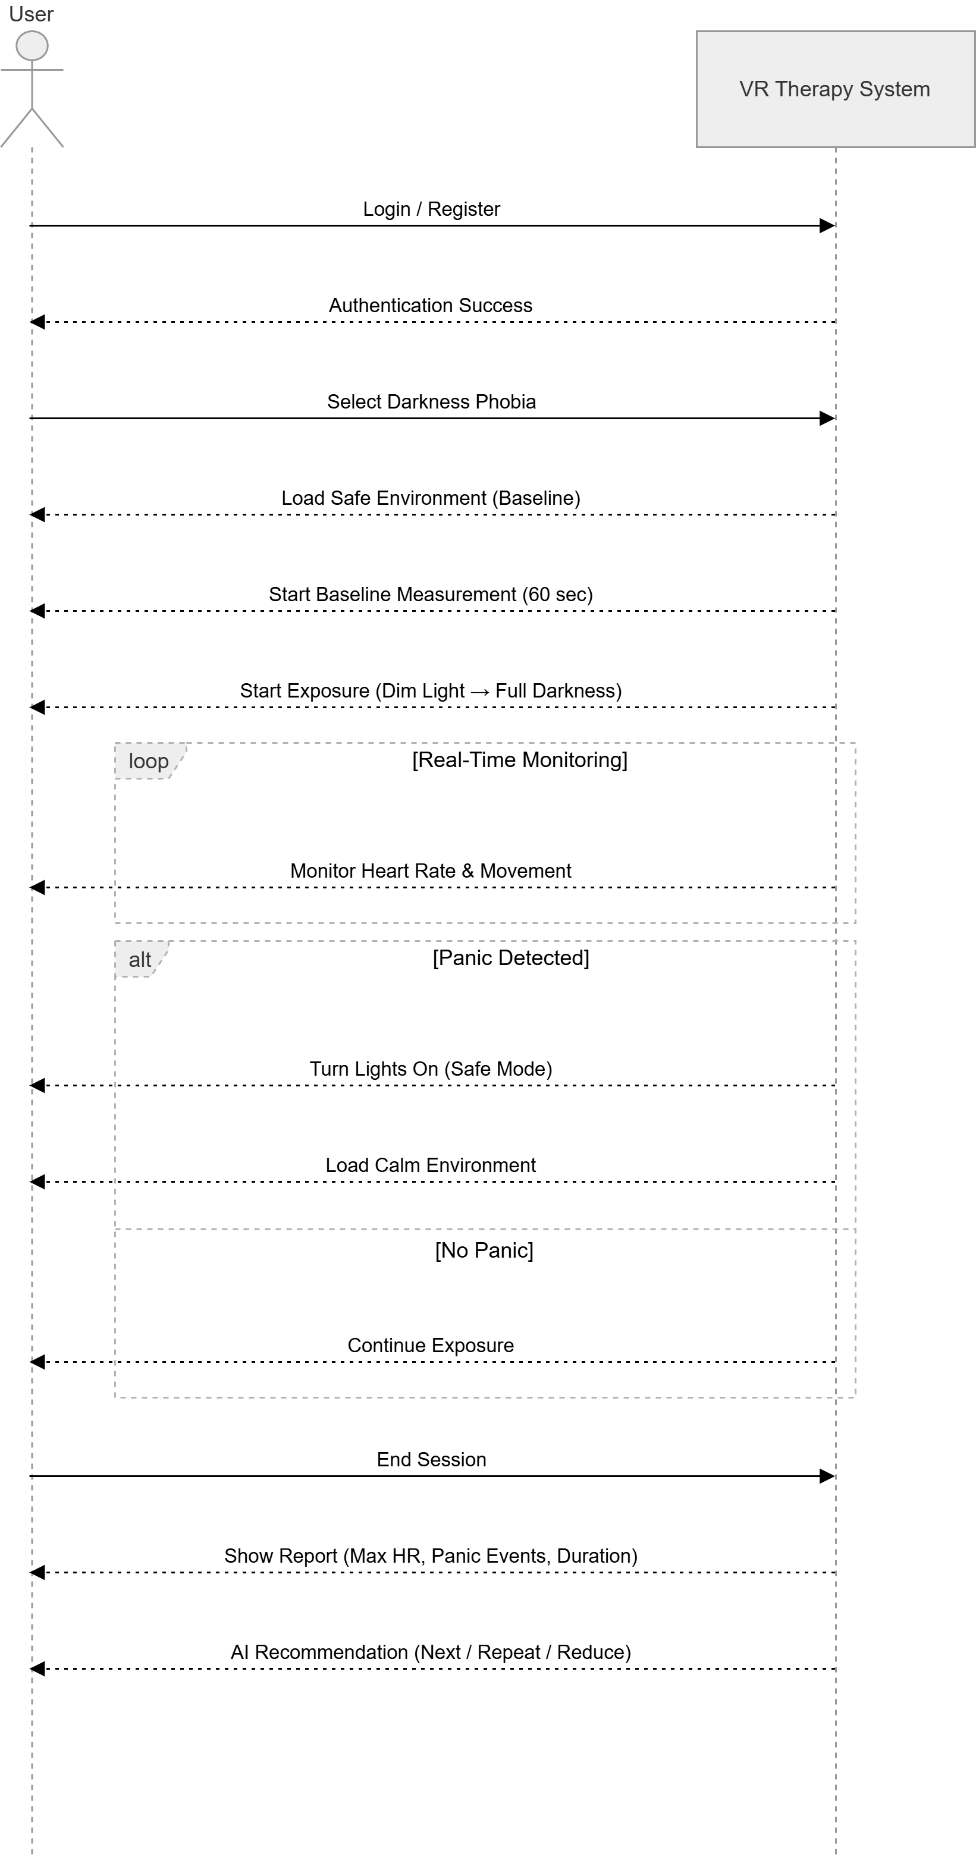 User
VR Therapy System
Login / Register
Authentication Success
Select Darkness Phobia
Load Safe Environment (Baseline)
Start Baseline Measurement (60 sec)
Start Exposure (Dim Light → Full Darkness)
loop
[Real-Time Monitoring]
Monitor Heart Rate & Movement
alt
[Panic Detected]
Turn Lights On (Safe Mode)
Load Calm Environment
[No Panic]
Continue Exposure
End Session
Show Report (Max HR, Panic Events, Duration)
AI Recommendation (Next / Repeat / Reduce)